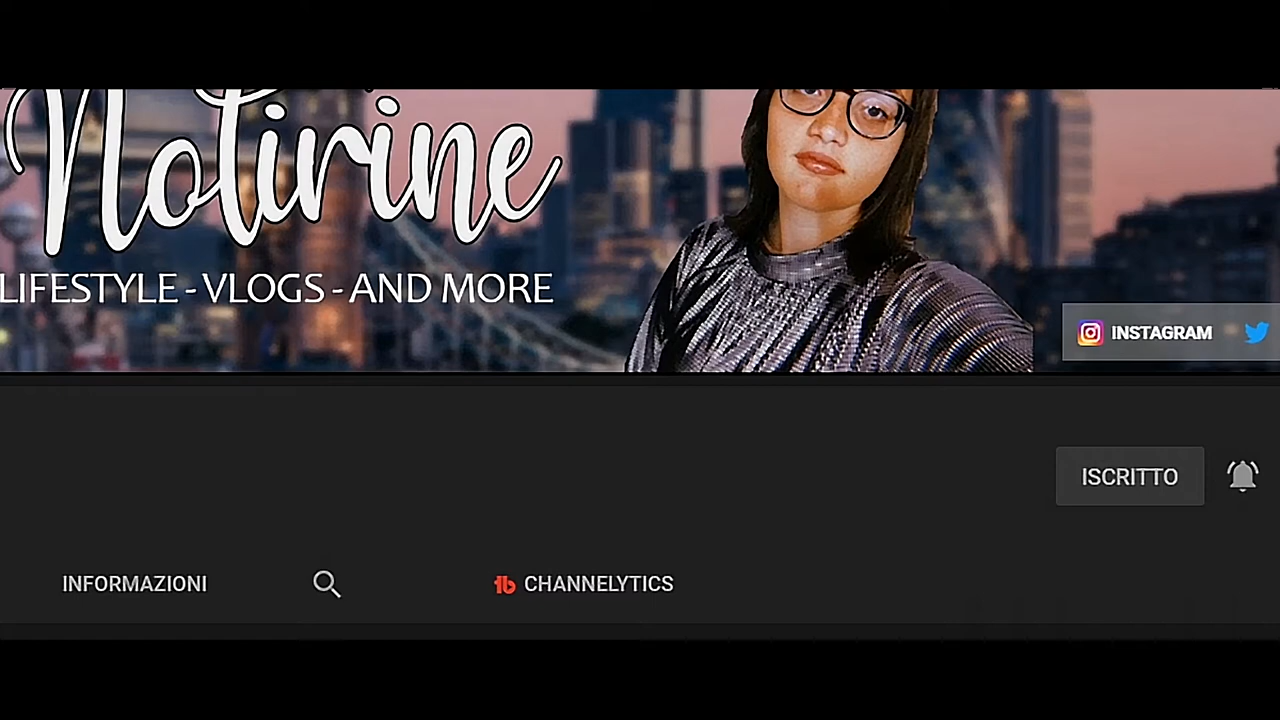 Notirine
LIFESTYLE - VLOGS - AND MORE
INSTAGRAM
ISCRITTO
INFORMAZIONI
CHANNELYTICS